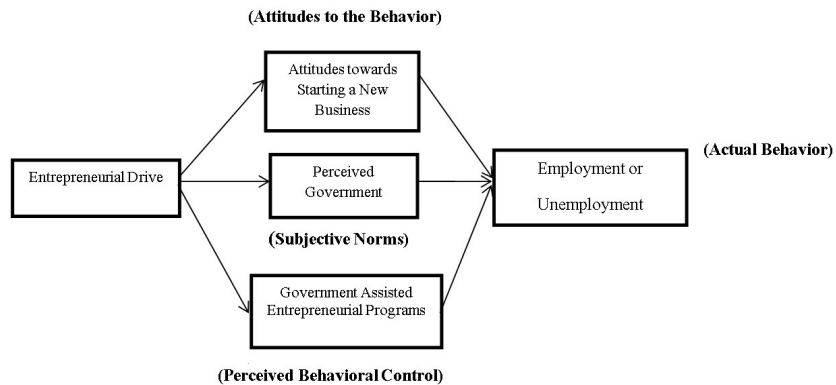 (Attitudes to the Behavior)
Attitudes towards
Starting a New
Business
(Actual Behavior)
Entrepreneurial Drive
Perceived
Government
Employment or
Unemployment
(Subjective Norms)
Government Assisted
Entrepreneurial Programs
(Perceived Behavioral Control)